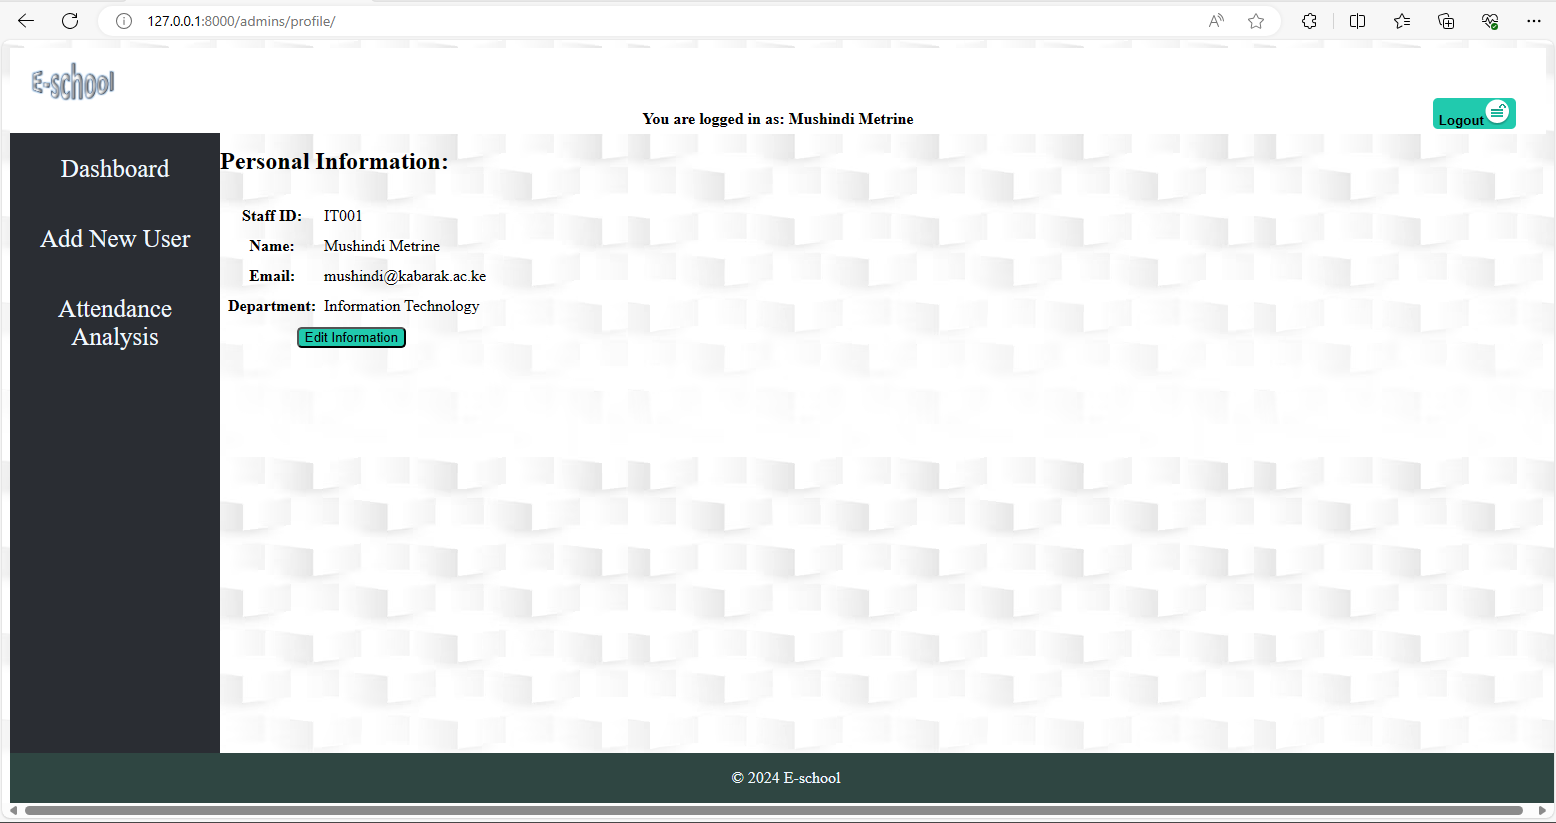 127.0.0.1:8000/admins/profile/
E-school
You are logged in as: Mushindi Metrine
Logout
Dashboard
Add New User
Attendance
Analysis
Personal Information:
Staff ID: IT001
Name: Mushindi Metrine
Email: mushindi@kabarak.ac.ke
Department: Information Technology
Edit Information
© 2024 E-school